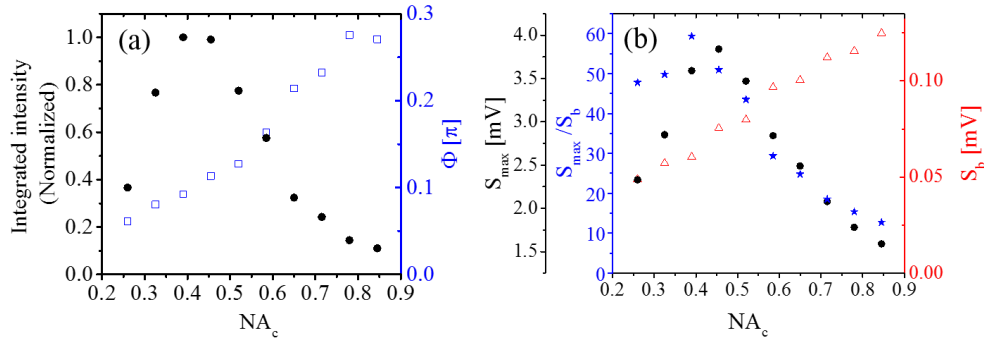 (a)
Integrated intensity
(Normalized)
1.0
0.8
0.6
0.4
0.2
0.0
0.2 0.3 0.4 0.5 0.6 0.7 0.8 0.9
NAc
0.3
0.2
0.1
0.0
Φ [π]
(b)
Smax [mV]
4.0
3.5
3.0
2.5
2.0
1.5
Smax /Sb
60
50
40
30
20
10
0
0.2 0.3 0.4 0.5 0.6 0.7 0.8 0.9
NAc
0.10
0.05
0.00
Sb [mV]